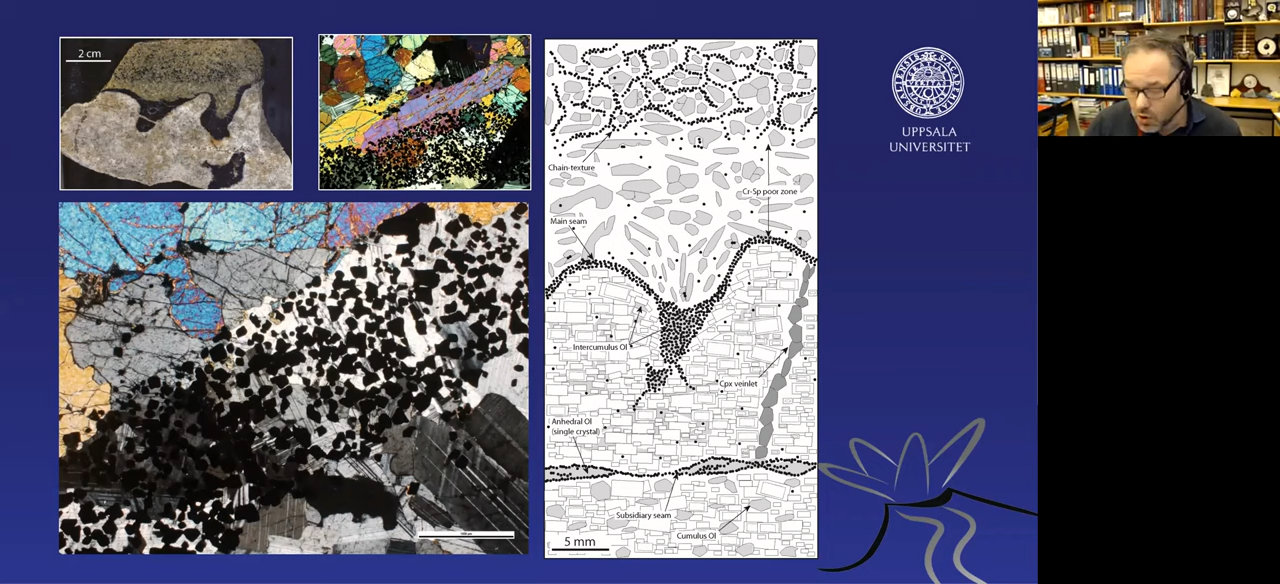 2 cm
Chain-texture
Cr-Sp poor zone
Main seam
Intercumulus Ol
Cpx veinlet
Anhedral Ol
(single crystal)
Subsidiary seam
Cumulus Ol
5 mm
UPPSALA
UNIVERSITET